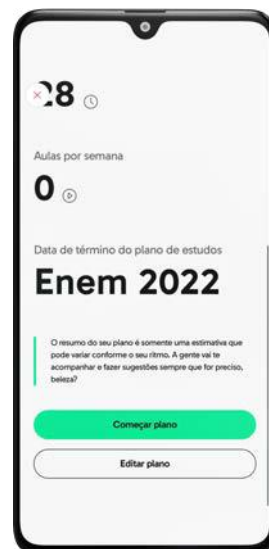 28
Aulas por semana
0
Data de término do plano de estudos
Enem 2022
O resumo do seu plano é somente uma estimativa que
pode variar conforme o seu ritmo. A gente vai te
acompanhar e fazer sugestões sempre que for preciso,
beleza?
Começar plano
Editar plano